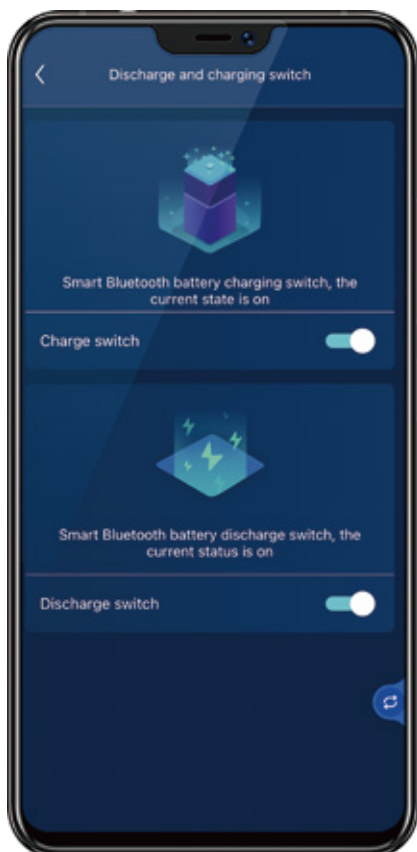 Discharge and charging switch
Smart Bluetooth battery charging switch, the
current state is on
Charge switch
Smart Bluetooth battery discharge switch, the
current status is on
Discharge switch